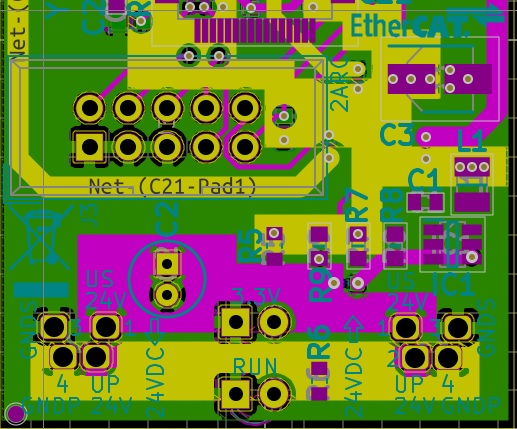 EtherCAT.
2ARC
C3
L1
Net-(C21-Pad1)
J3
C2
R7
C1
R5
R8
R9
IC1
US
24V
3.3V
US
24V
GNDS
GNDS
24VDC
R6
24VDC
RUN
4
UP
UP
4
GNDP
24V
24V
GNDP